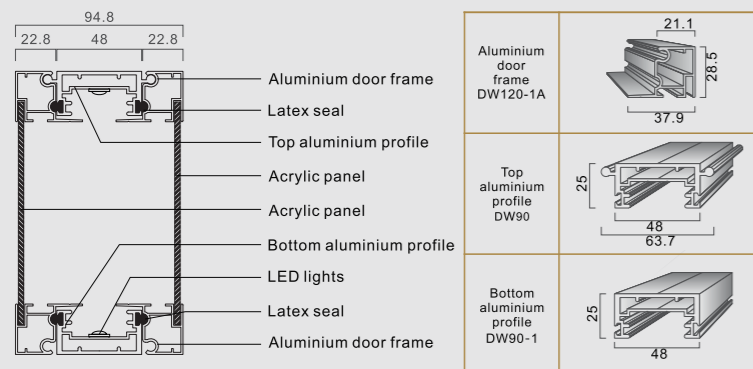 94.8
22.8 48 22.8
Aluminium door frame
Latex seal
Top aluminium profile
Acrylic panel
Acrylic panel
Bottom aluminium profile
LED lights
Latex seal
Aluminium door frame
Aluminium
door
frame
DW120-1A
21.1
28.5
37.9
Top
aluminium
profile
DW90
25
48
63.7
Bottom
aluminium
profile
DW90-1
25
48